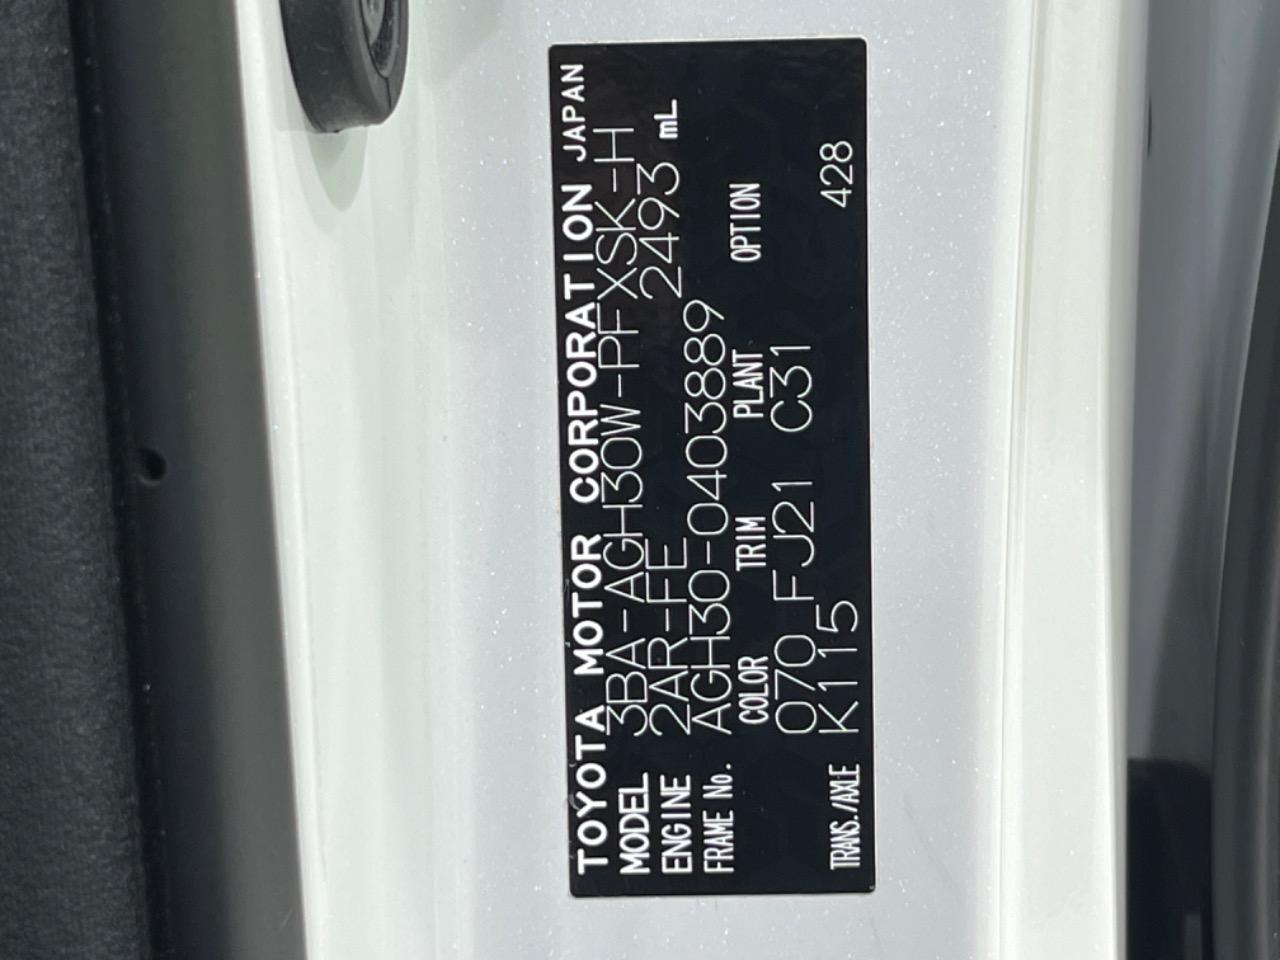 TOYOTA MOTOR CORPORATION JAPAN
MODEL 3BA-AGH30W-PFXSK-H
ENGINE 2AR-FE 2493 mL
FRAME No. AGH30-0403889
COLOR TRIM PLANT OPTION
070 FJ21 C31
TRANS./AXLE K115 428